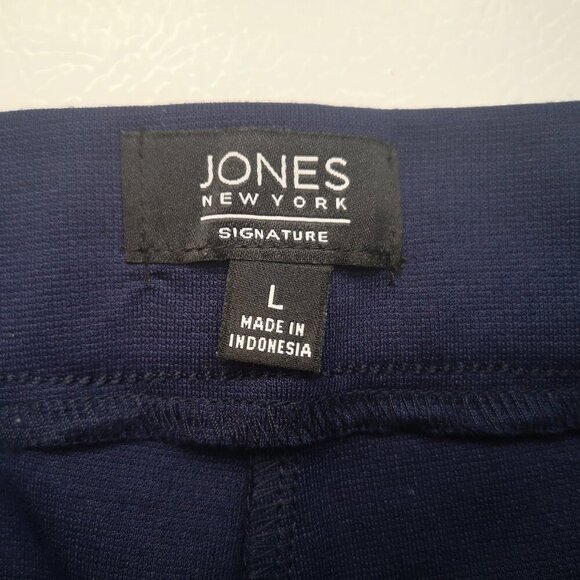 JONES
NEW YORK
SIGNATURE
L
MADE IN
INDONESIA